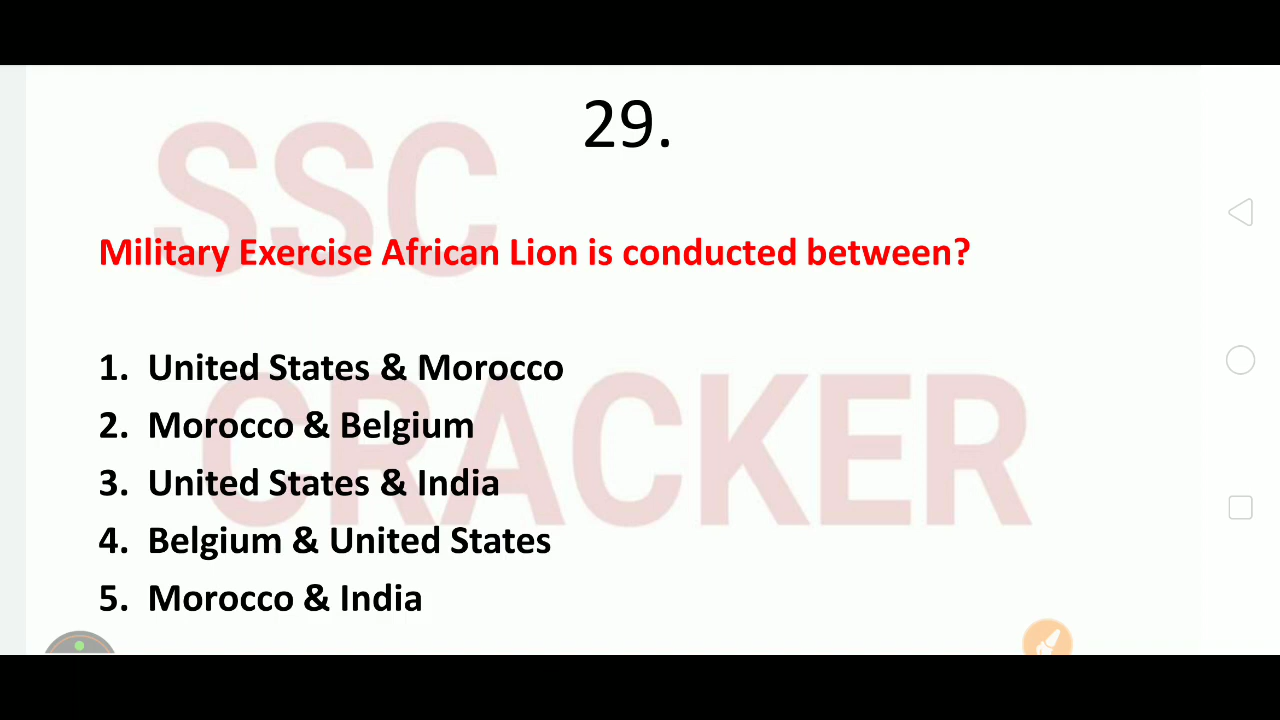 29.
SSC
Military Exercise African Lion is conducted between?
1. United States & Morocco
CRACKER
2. Morocco & Belgium
3. United States & India
4. Belgium & United States
5. Morocco & India